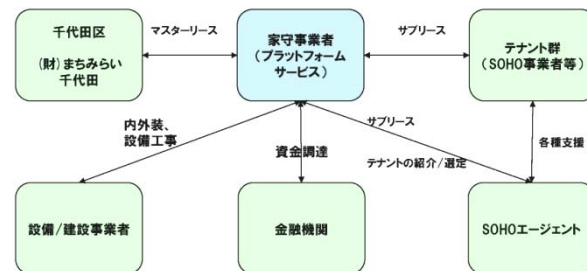 千代田区
(財)まちみらい
千代田
マスターリース
家守事業者
(プラットフォーム
サービス)
サブリース
テナント群
(SOHO事業者等)
内外装、
設備工事
資金調達
サブリース
テナントの紹介/選定
各種支援
設備/建設事業者
金融機関
SOHOエージェント